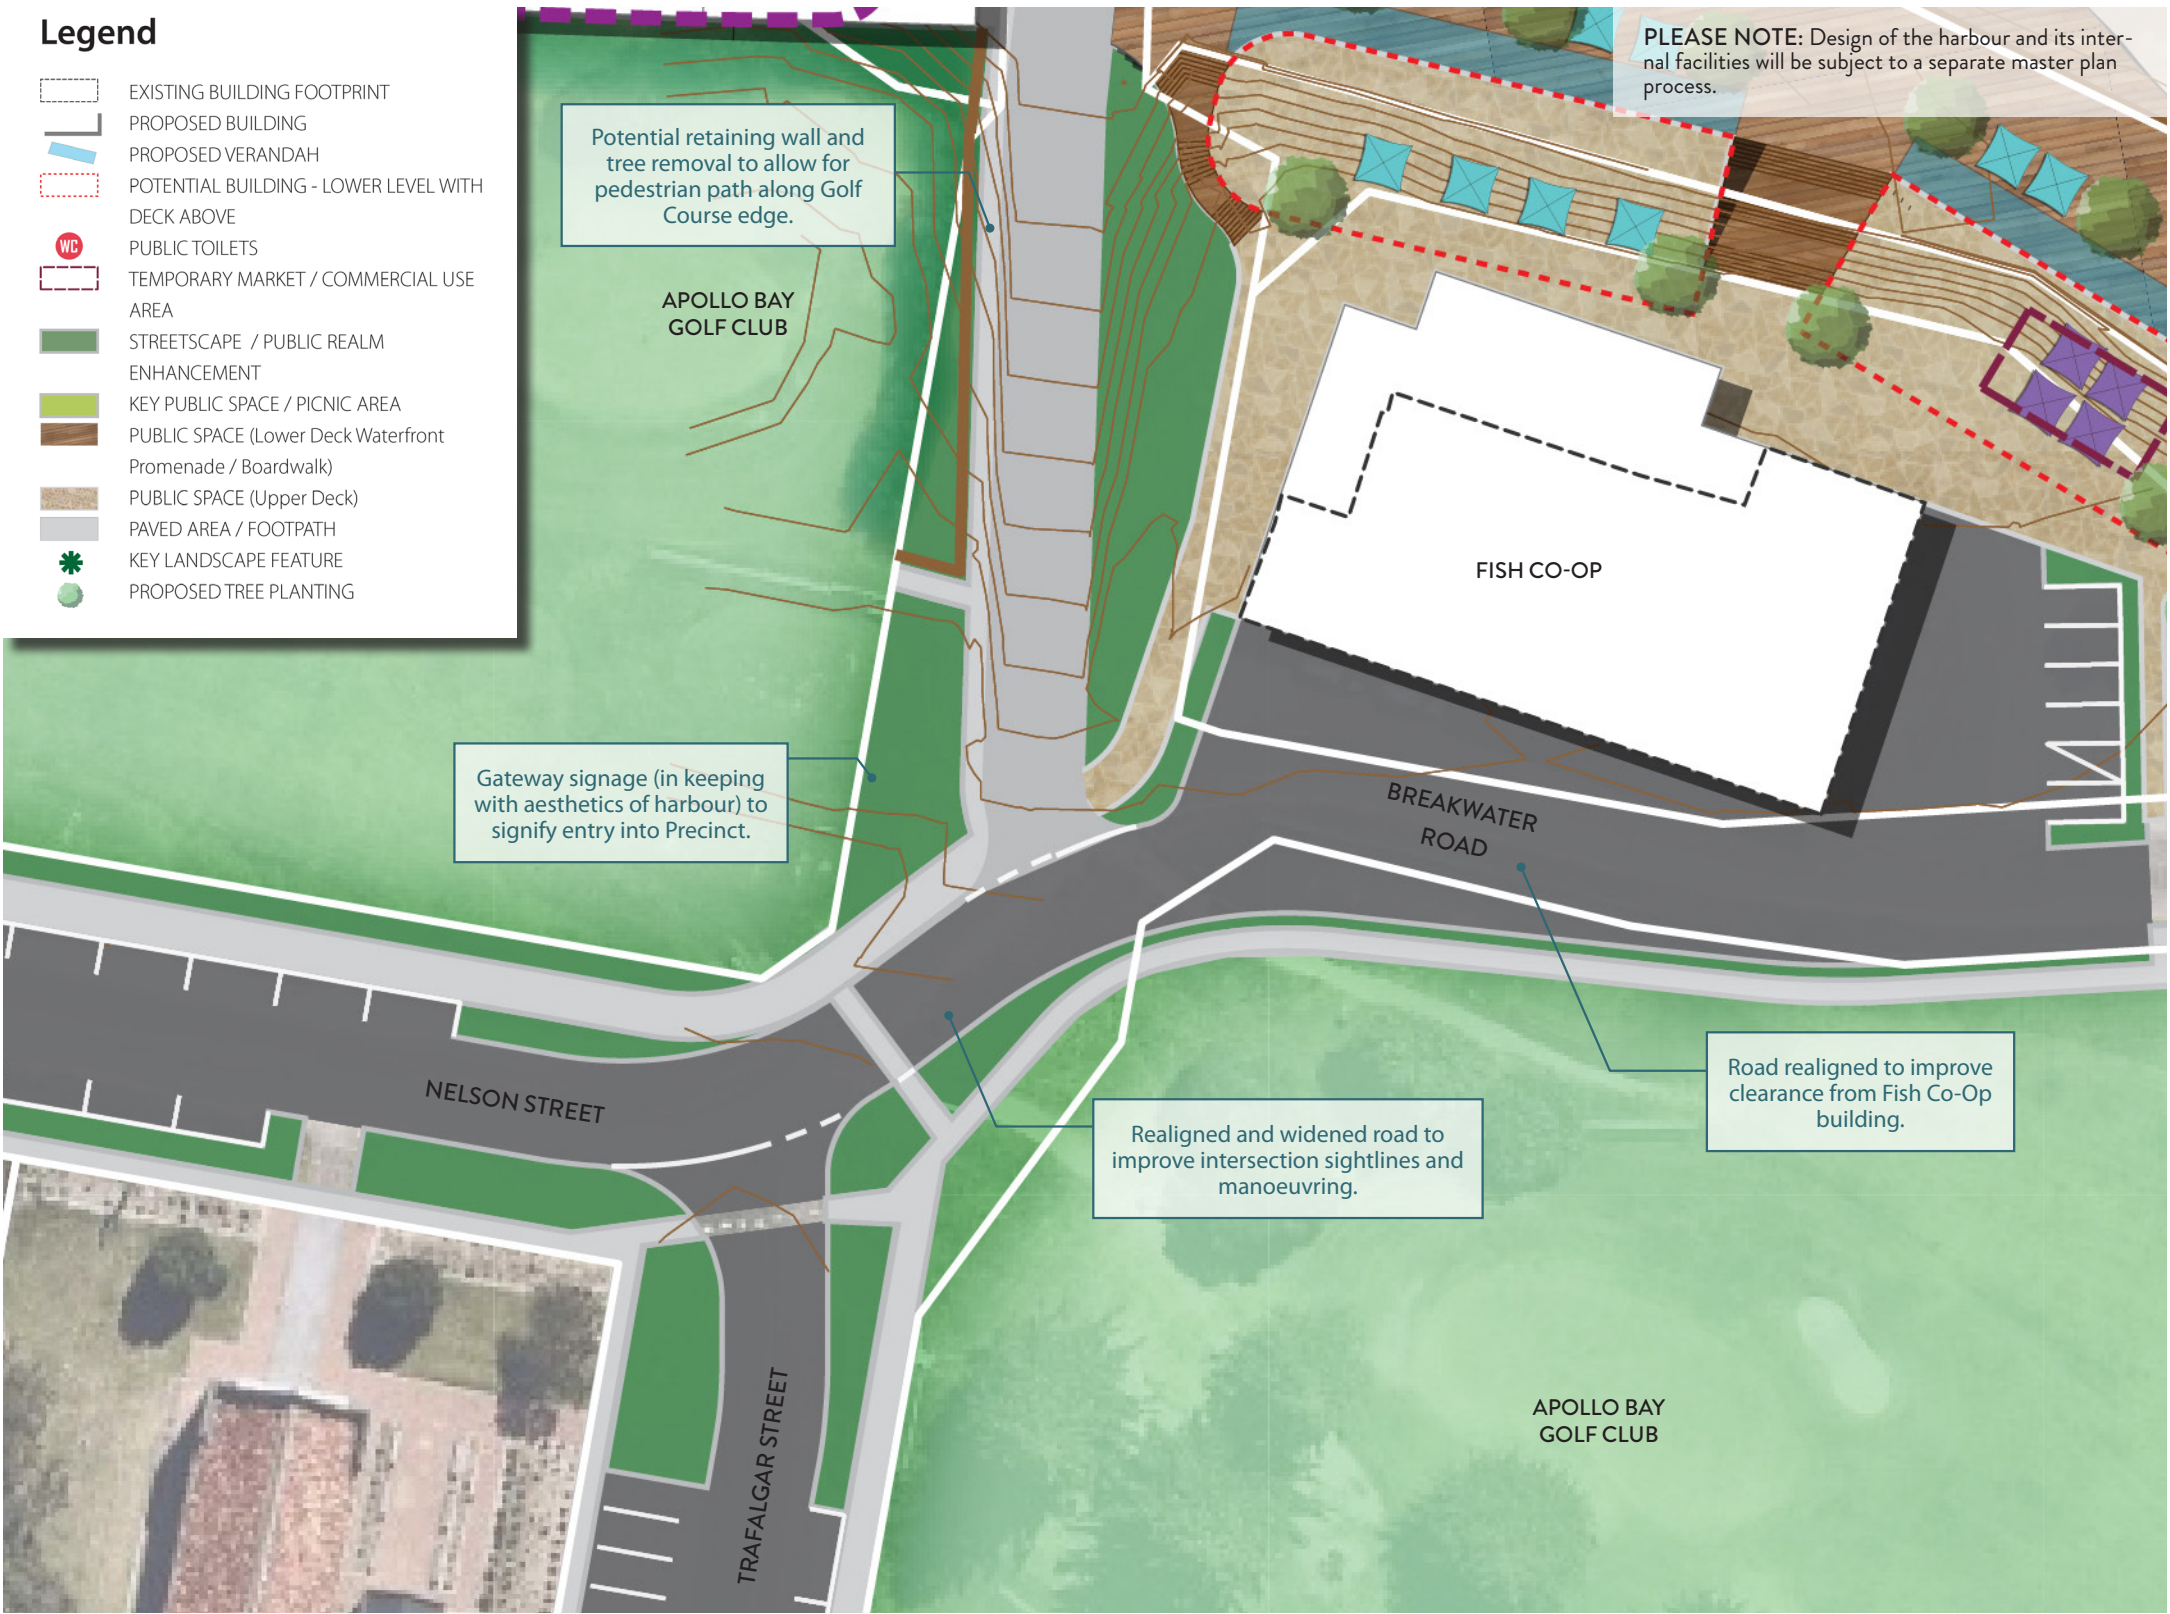 Legend
EXISTING BUILDING FOOTPRINT
PROPOSED BUILDING
PROPOSED VERANDAH
POTENTIAL BUILDING - LOWER LEVEL WITH
DECK ABOVE
WC
PUBLIC TOILETS
TEMPORARY MARKET / COMMERCIAL USE
AREA
STREETSCAPE / PUBLIC REALM
ENHANCEMENT
KEY PUBLIC SPACE / PICNIC AREA
PUBLIC SPACE (Lower Deck Waterfront
Promenade / Boardwalk)
PUBLIC SPACE (Upper Deck)
PAVED AREA / FOOTPATH
KEY LANDSCAPE FEATURE
PROPOSED TREE PLANTING
PLEASE NOTE: Design of the harbour and its inter-
nal facilities will be subject to a separate master plan
process.
Potential retaining wall and
tree removal to allow for
pedestrian path along Golf
Course edge.
APOLLO BAY
GOLF CLUB
FISH CO-OP
Gateway signage (in keeping
with aesthetics of harbour) to
signify entry into Precinct.
BREAKWATER
ROAD
NELSON STREET
Realigned and widened road to
improve intersection sightlines and
manoeuvring.
Road realigned to improve
clearance from Fish Co-Op
building.
TRAFALGAR STREET
APOLLO BAY
GOLF CLUB